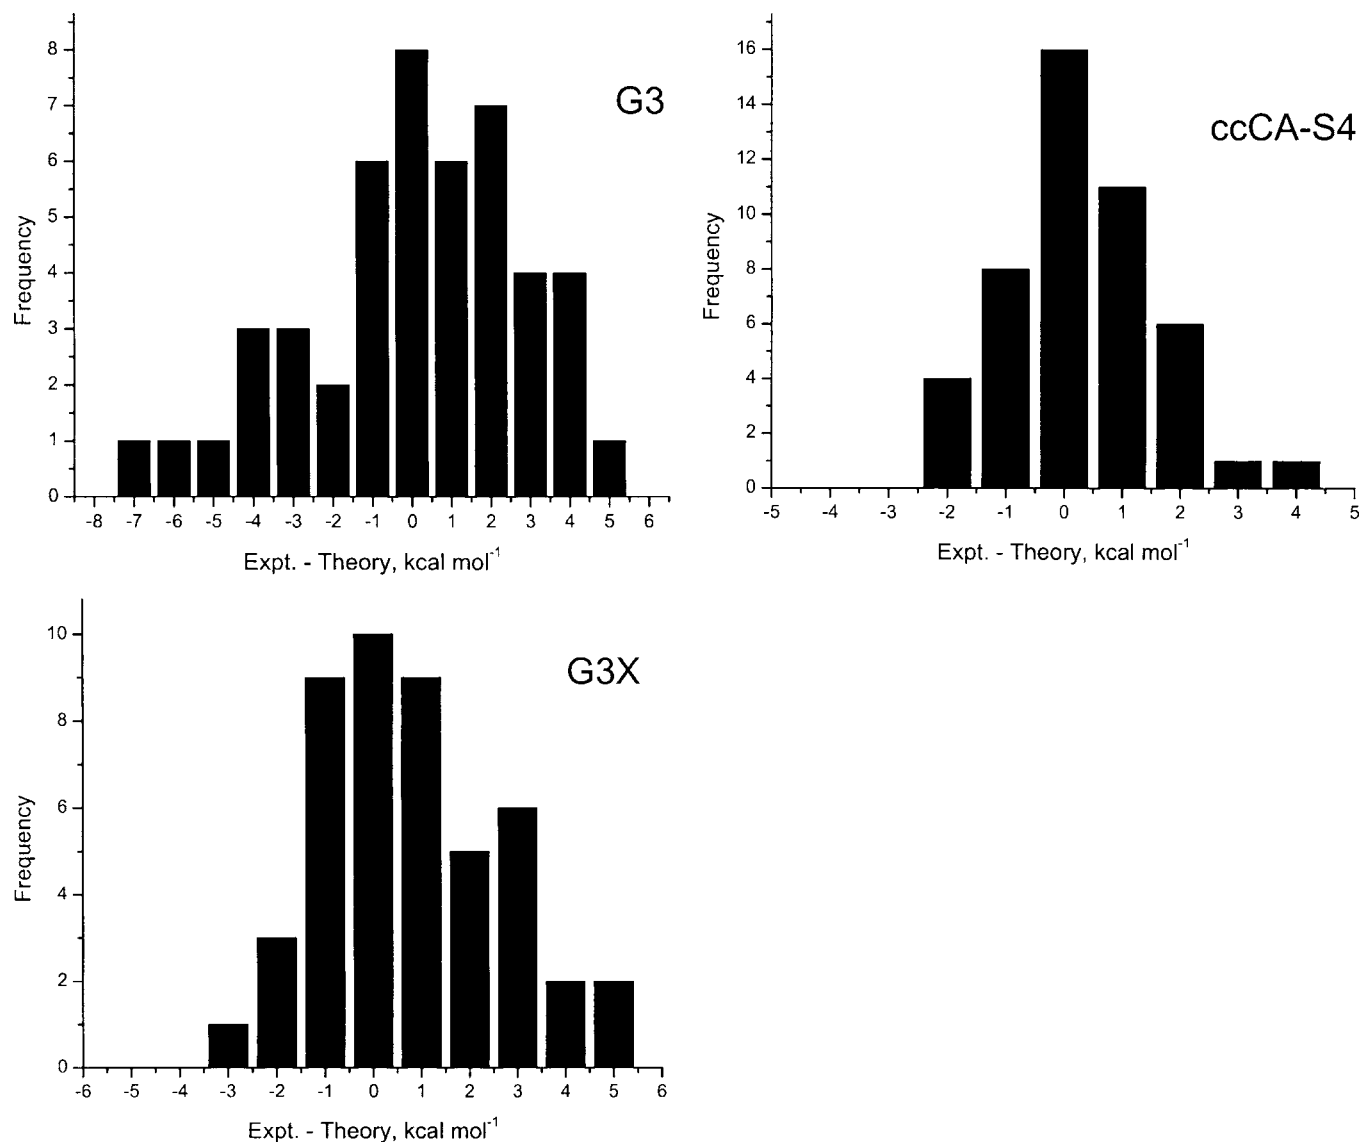 G3
Frequency
8
7
6
5
4
3
2
1
0
-8 -7 -6 -5 -4 -3 -2 -1 0 1 2 3 4 5 6
Expt. - Theory, kcal mol⁻¹
ccCA-S4
Frequency
16
14
12
10
8
6
4
2
0
-5 -4 -3 -2 -1 0 1 2 3 4 5
Expt. - Theory, kcal mol⁻¹
G3X
Frequency
10
8
6
4
2
0
-6 -5 -4 -3 -2 -1 0 1 2 3 4 5 6
Expt. - Theory, kcal mol⁻¹